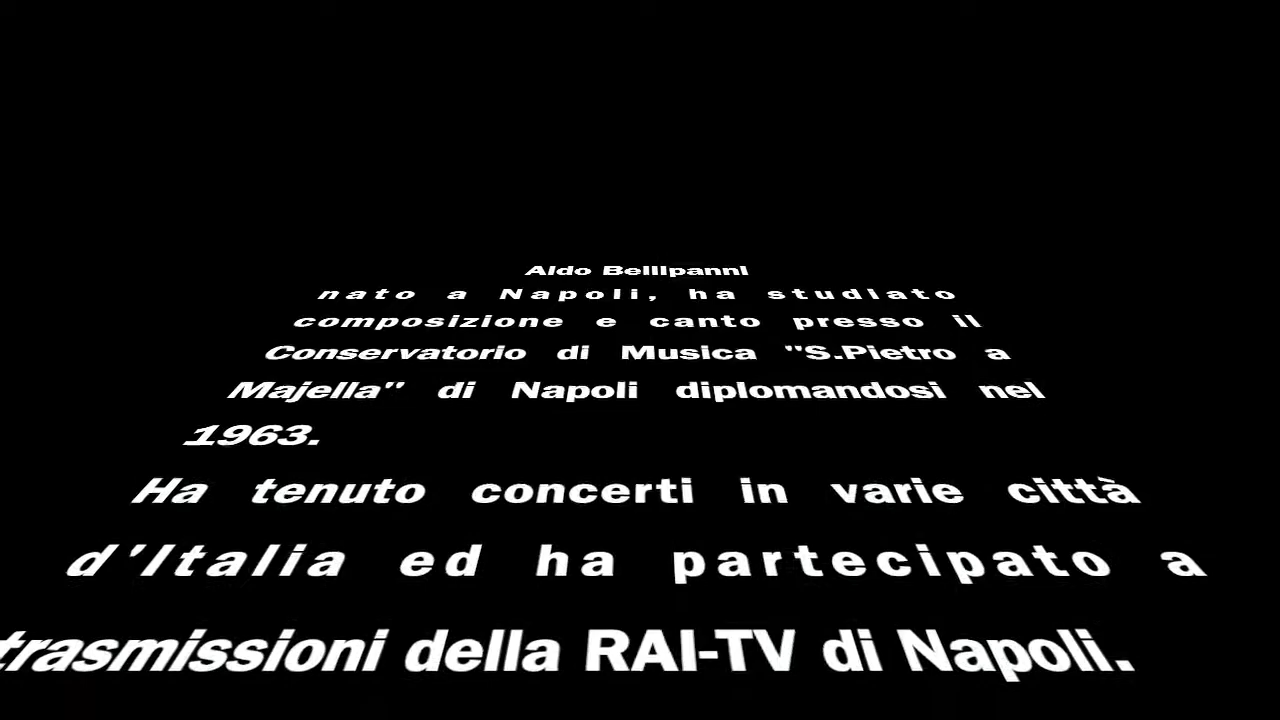 Aldo Bellipanni
nato a Napoli, ha studiato
composizione e canto presso il
Conservatorio di Musica "S.Pietro a
Majella" di Napoli diplomandosi nel
1963.
Ha tenuto concerti in varie città
d'Italia ed ha partecipato a
trasmissioni della RAI-TV di Napoli.